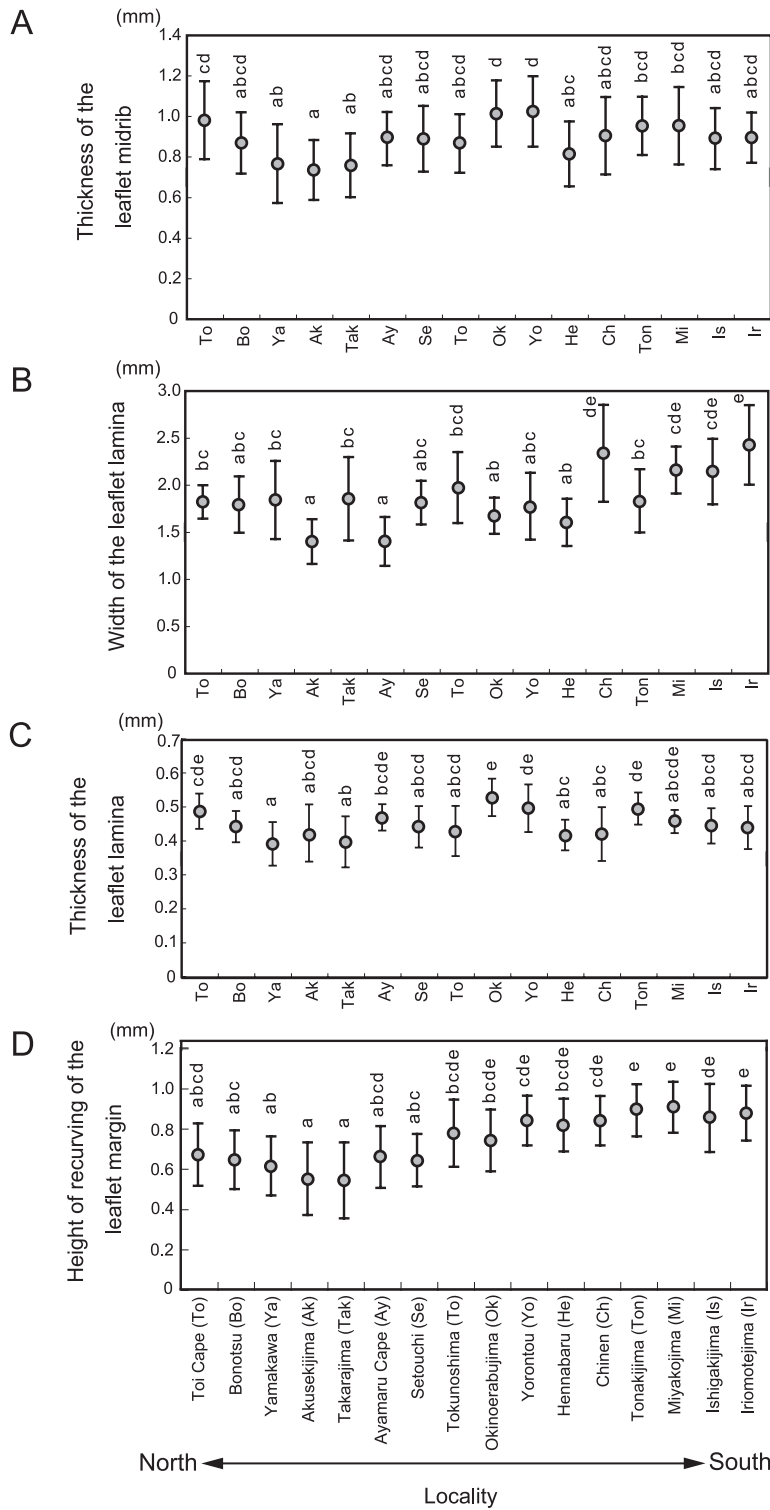 A
(mm)
Thickness of the
leaflet midrib
1.4
1.2
1.0
0.8
0.6
0.4
0.2
0
cd abcd ab a ab abcd abcd abcd d d abc abcd bcd bcd abcd abcd
To Bo Ya Ak Tak Ay Se To Ok Yo He Ch Ton Mi Is Ir
B
(mm)
Width of the leaflet lamina
3.0
2.5
2.0
1.5
1.0
0.5
0
bc abc bc a bc a abc bcd ab abc ab de bc cde cde e
To Bo Ya Ak Tak Ay Se To Ok Yo He Ch Ton Mi Is Ir
C
(mm)
Thickness of the
leaflet lamina
0.7
0.6
0.5
0.4
0.3
0.2
0.1
0
cde abcd a abcd ab bcde abcd abcd e de abc abc de abcde abcd abcd
To Bo Ya Ak Tak Ay Se To Ok Yo He Ch Ton Mi Is Ir
D
(mm)
Height of recurving of the
leaflet margin
1.2
1.0
0.8
0.6
0.4
0.2
0
abcd abc ab a a abcd abc bcde bcde cde bcde cde e e de e
Toi Cape (To)
Bonotsu (Bo)
Yamakawa (Ya)
Akusekijima (Ak)
Takarajima (Tak)
Ayamaru Cape (Ay)
Setouchi (Se)
Tokunoshima (To)
Okinoerabujima (Ok)
Yorontou (Yo)
Hennabaru (He)
Chinen (Ch)
Tonakijima (Ton)
Miyakojima (Mi)
Ishigakijima (Is)
Iriomotejima (Ir)
North South
Locality